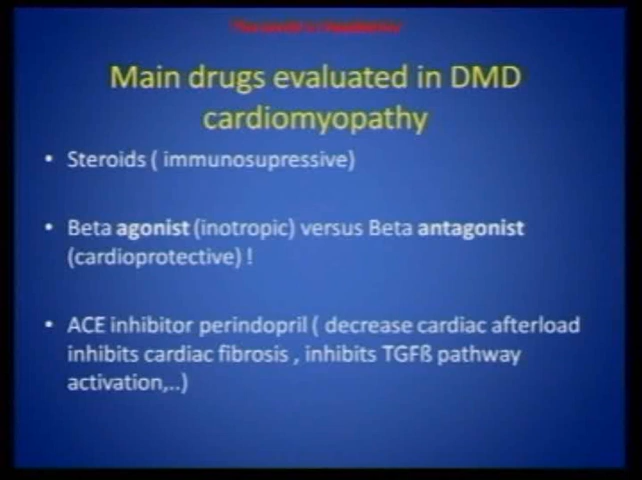 Main drugs evaluated in DMD
cardiomyopathy
• Steroids ( immunosupressive)
• Beta agonist (inotropic) versus Beta antagonist
(cardioprotective) !
• ACE inhibitor perindopril ( decrease cardiac afterload
inhibits cardiac fibrosis , inhibits TGFß pathway
activation,..)